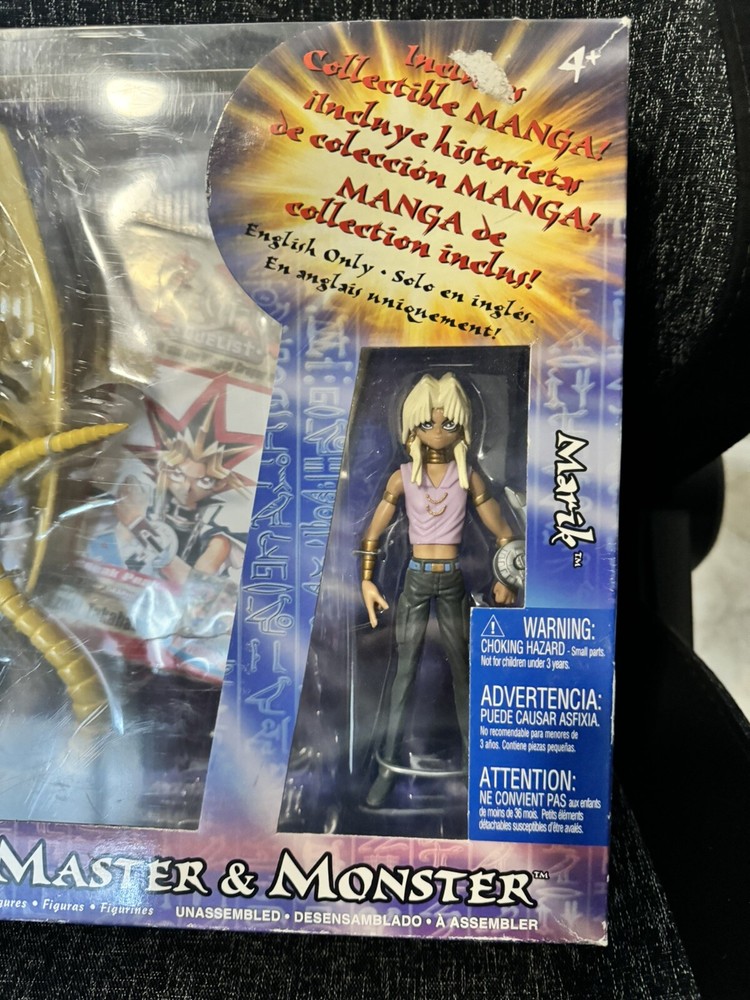 4+
Collectible MANGA!
¡Incluye historietas
de colección MANGA!
MANGA de
collection inclus!
English Only • Solo en inglés.
En anglais uniquement!
Marik™
WARNING:
CHOKING HAZARD - Small parts.
Not for children under 3 years.
ADVERTENCIA:
PUEDE CAUSAR ASFIXIA.
No recomendable para menores de
3 años. Contiene piezas pequeñas.
ATTENTION:
NE CONVIENT PAS aux enfants
de moins de 36 mois. Petits éléments
détachables susceptibles d'être avalés.
MASTER & MONSTER™
gures • Figuras • Figurines
UNASSEMBLED • DESENSAMBLADO • À ASSEMBLER